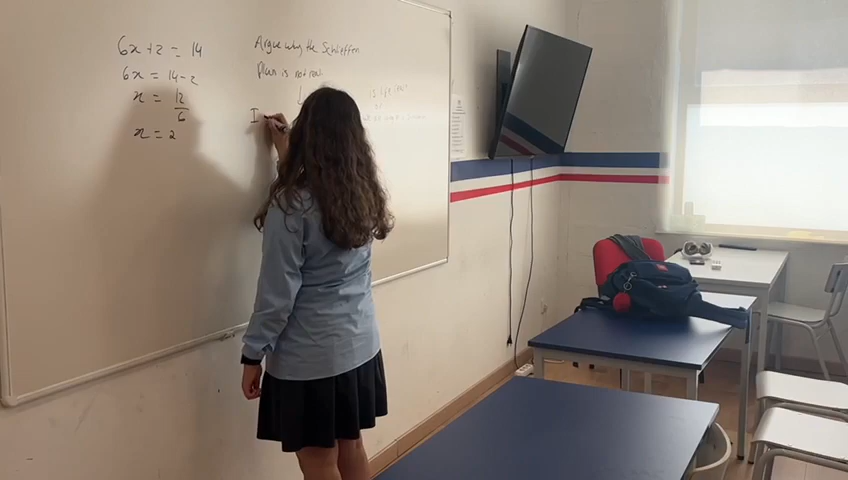 6x + 2 = 14
6x = 14 - 2
x = 12
6
x = 2
Argue why the Schlieffen
Plan is not real
I